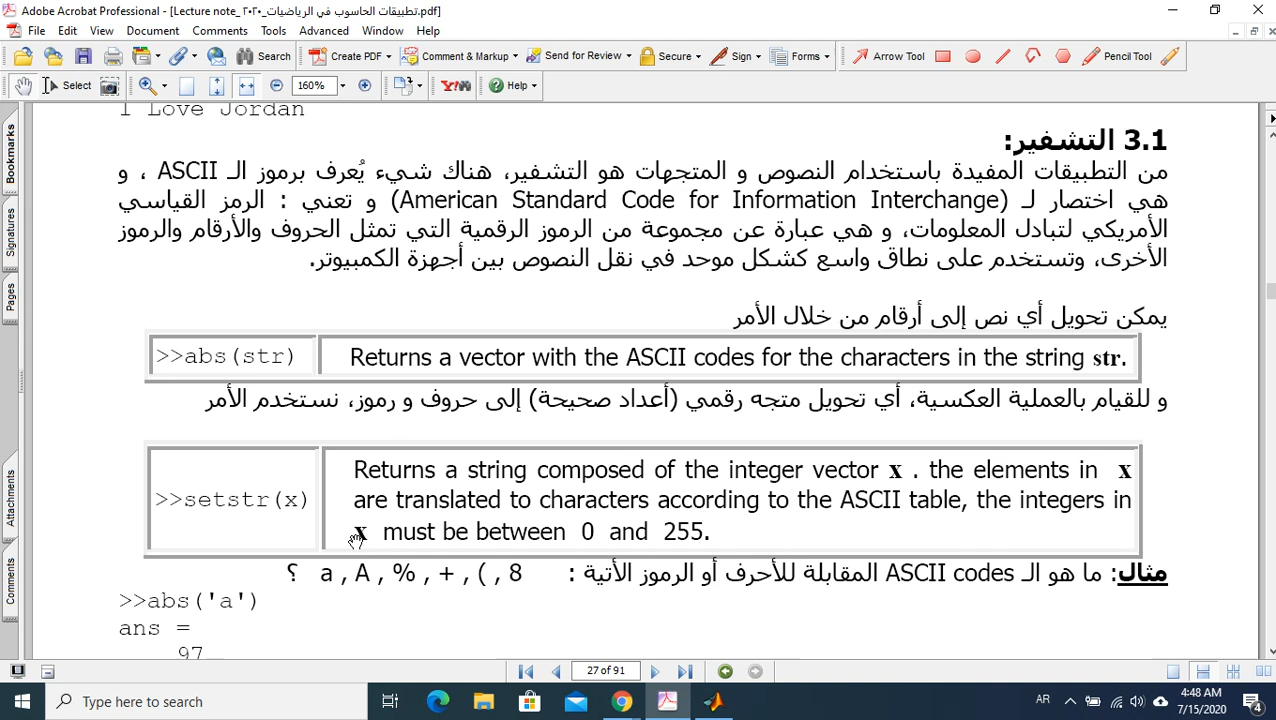 Adobe Acrobat Professional - [Lecture note_ تطبيقات الحاسوب في الرياضيات_٢٠٢٠.pdf]
File Edit View Document Comments Tools Advanced Window Help
Search Create PDF Comment & Markup Send for Review Secure Sign Forms Arrow Tool Pencil Tool
Select 160% Y! Help
Bookmarks
Signatures
Pages
Attachments
Comments
I Love Jordan
3.1 التشفير:
من التطبيقات المفيدة باستخدام النصوص و المتجهات هو التشفير، هناك شيء يُعرف برموز الـ ASCII ، و
هي اختصار لـ (American Standard Code for Information Interchange) و تعني : الرمز القياسي
الأمريكي لتبادل المعلومات، و هي عبارة عن مجموعة من الرموز الرقمية التي تمثل الحروف والأرقام والرموز
الأخرى، وتستخدم على نطاق واسع كشكل موحد في نقل النصوص بين أجهزة الكمبيوتر.
يمكن تحويل أي نص إلى أرقام من خلال الأمر
>>abs(str) Returns a vector with the ASCII codes for the characters in the string str.
و للقيام بالعملية العكسية، أي تحويل متجه رقمي (أعداد صحيحة) إلى حروف و رموز، نستخدم الأمر
Returns a string composed of the integer vector x . the elements in x
>>setstr(x) are translated to characters according to the ASCII table, the integers in
x must be between 0 and 255.
مثال: ما هو الـ ASCII codes المقابلة للأحرف أو الرموز الأتية : a , A , % , + , ( , 8 ؟
>>abs('a')
ans =
97
27 of 91
Type here to search
AR 4:48 AM
7/15/2020
4